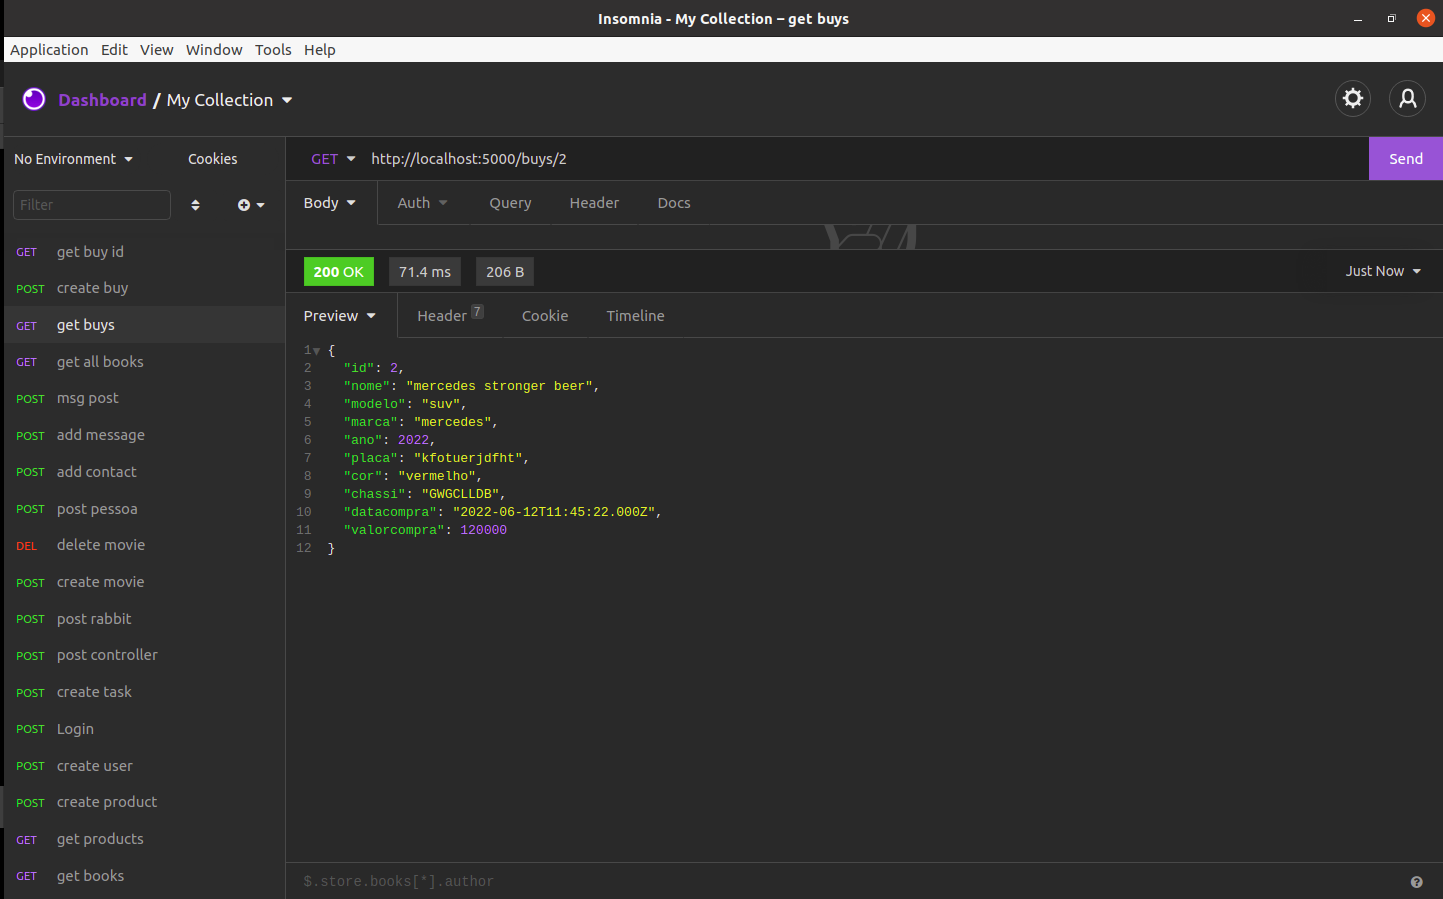 Insomnia - My Collection – get buys
Application Edit View Window Tools Help
Dashboard / My Collection
No Environment Cookies
Filter
GET get buy id
POST create buy
GET get buys
GET get all books
POST msg post
POST add message
POST add contact
POST post pessoa
DEL delete movie
POST create movie
POST post rabbit
POST post controller
POST create task
POST Login
POST create user
POST create product
GET get products
GET get books
GET http://localhost:5000/buys/2 Send
Body Auth Query Header Docs
200 OK 71.4 ms 206 B Just Now
Preview Header 7 Cookie Timeline
1 {
2 "id": 2,
3 "nome": "mercedes stronger beer",
4 "modelo": "suv",
5 "marca": "mercedes",
6 "ano": 2022,
7 "placa": "kfotuerjdfht",
8 "cor": "vermelho",
9 "chassi": "GWGCLLDB",
10 "datacompra": "2022-06-12T11:45:22.000Z",
11 "valorcompra": 120000
12 }
$.store.books[*].author